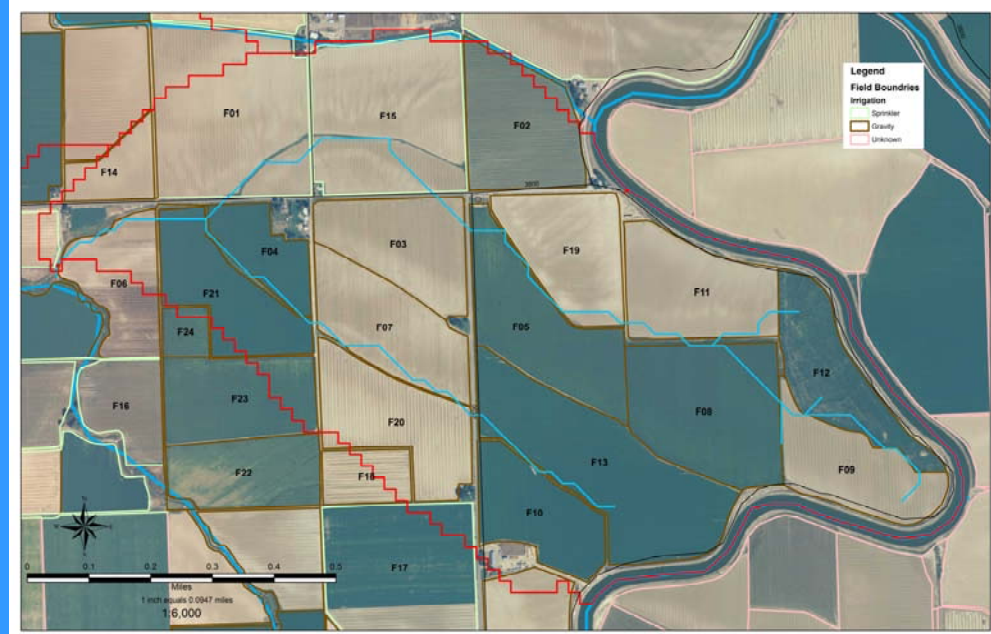 Legend
Field Boundries
Irrigation
Sprinkler
Gravity
Unknown
F01
F15
F02
F14
F03
F19
F04
F06
F11
F21
F07
F05
F24
F12
F16
F23
F08
F20
F22
F13
F18
F09
F10
F17
0 0.1 0.2 0.3 0.4 0.5
Miles
1 inch equals 0.0947 miles
1:6,000